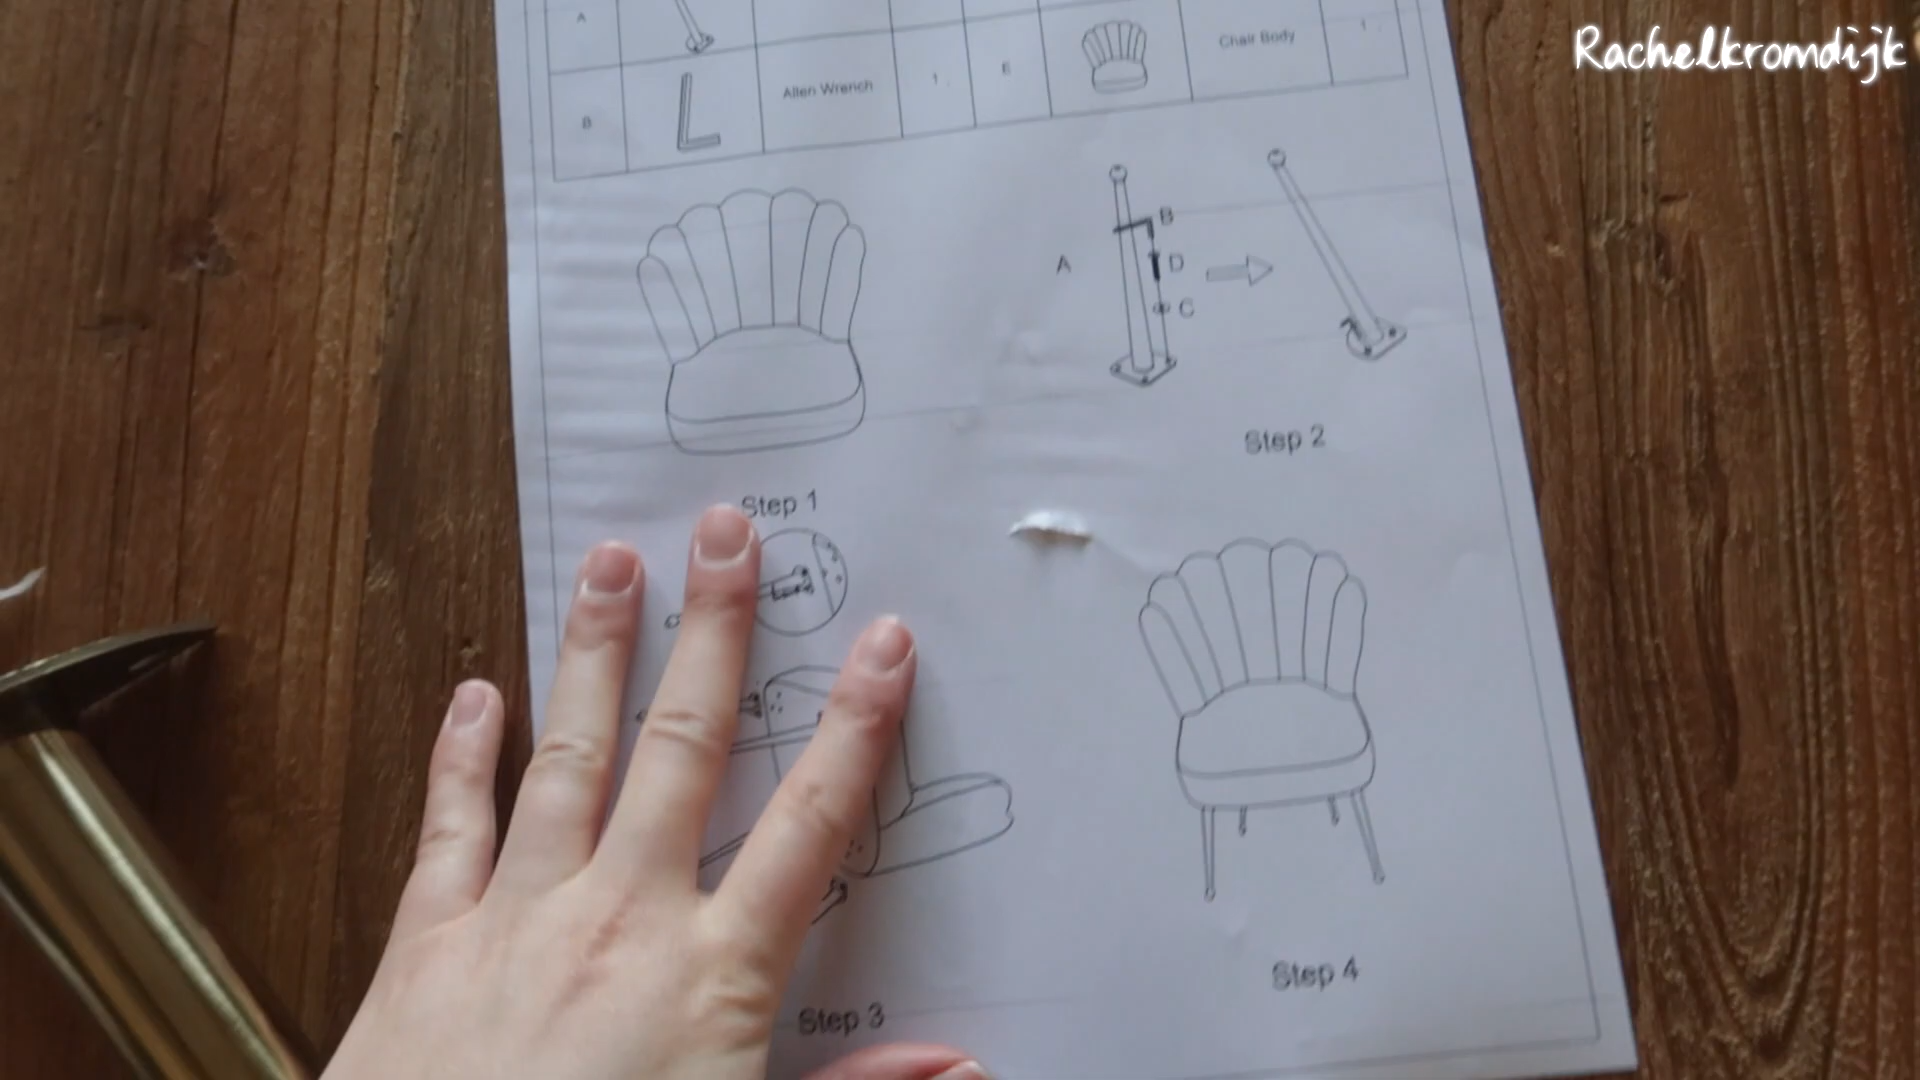 Rachelkromdijk
A
Chair Body 1
B Allen Wrench 1 E
B
A D
C
Step 2
Step 1
Step 3
Step 4